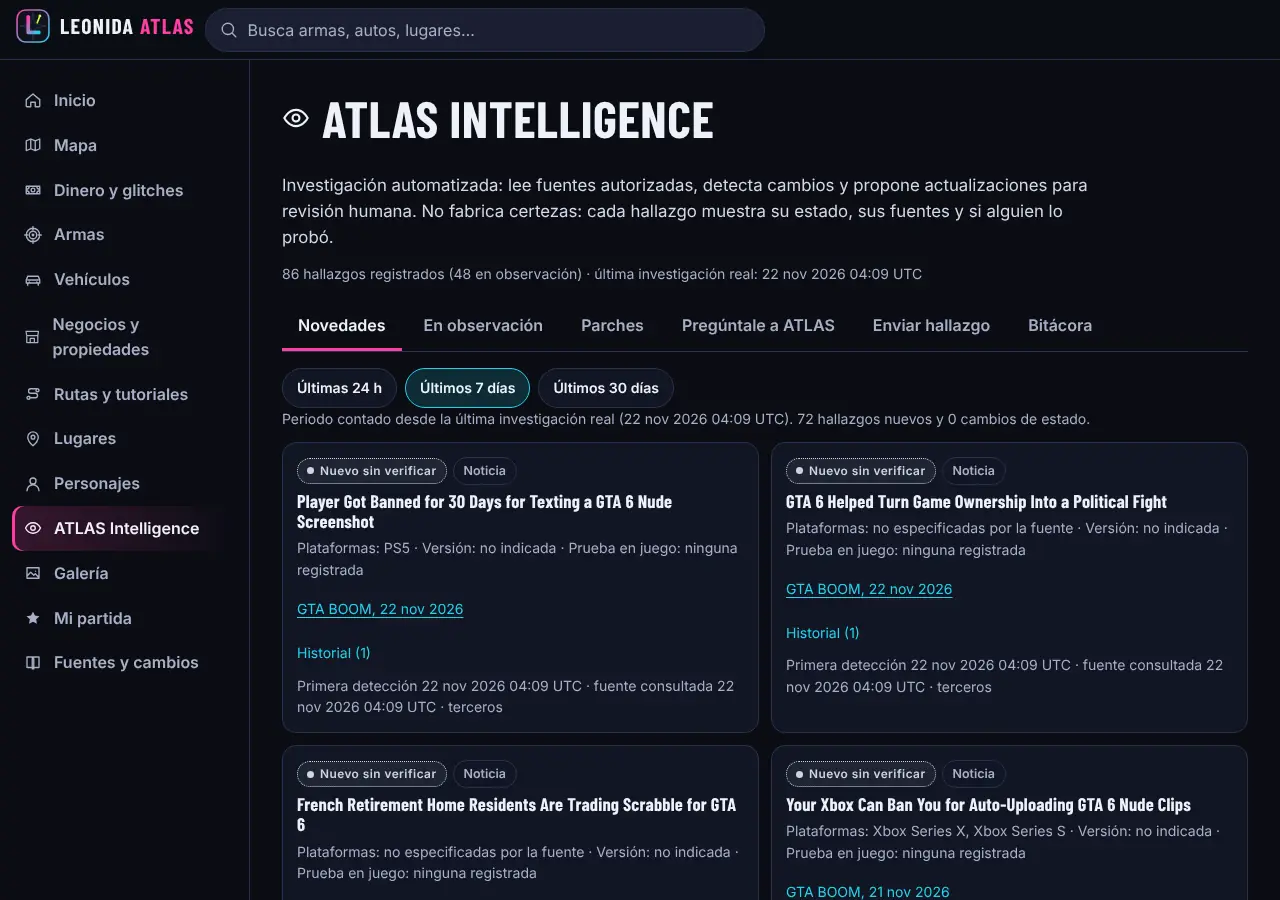 LEONIDA ATLAS
Busca armas, autos, lugares...
Inicio
Mapa
Dinero y glitches
Armas
Vehículos
Negocios y
propiedades
Rutas y tutoriales
Lugares
Personajes
ATLAS Intelligence
Galería
Mi partida
Fuentes y cambios
ATLAS INTELLIGENCE
Investigación automatizada: lee fuentes autorizadas, detecta cambios y propone actualizaciones para
revisión humana. No fabrica certezas: cada hallazgo muestra su estado, sus fuentes y si alguien lo
probó.
86 hallazgos registrados (48 en observación) · última investigación real: 22 nov 2026 04:09 UTC
Novedades En observación Parches Pregúntale a ATLAS Enviar hallazgo Bitácora
Últimas 24 h Últimos 7 días Últimos 30 días
Periodo contado desde la última investigación real (22 nov 2026 04:09 UTC). 72 hallazgos nuevos y 0 cambios de estado.
Nuevo sin verificar Noticia
Player Got Banned for 30 Days for Texting a GTA 6 Nude
Screenshot
Plataformas: PS5 · Versión: no indicada · Prueba en juego: ninguna
registrada
GTA BOOM, 22 nov 2026
Historial (1)
Primera detección 22 nov 2026 04:09 UTC · fuente consultada 22
nov 2026 04:09 UTC · terceros
Nuevo sin verificar Noticia
GTA 6 Helped Turn Game Ownership Into a Political Fight
Plataformas: no especificadas por la fuente · Versión: no indicada ·
Prueba en juego: ninguna registrada
GTA BOOM, 22 nov 2026
Historial (1)
Primera detección 22 nov 2026 04:09 UTC · fuente consultada 22
nov 2026 04:09 UTC · terceros
Nuevo sin verificar Noticia
French Retirement Home Residents Are Trading Scrabble for GTA
6
Plataformas: no especificadas por la fuente · Versión: no indicada ·
Prueba en juego: ninguna registrada
Nuevo sin verificar Noticia
Your Xbox Can Ban You for Auto-Uploading GTA 6 Nude Clips
Plataformas: Xbox Series X, Xbox Series S · Versión: no indicada ·
Prueba en juego: ninguna registrada
GTA BOOM, 21 nov 2026